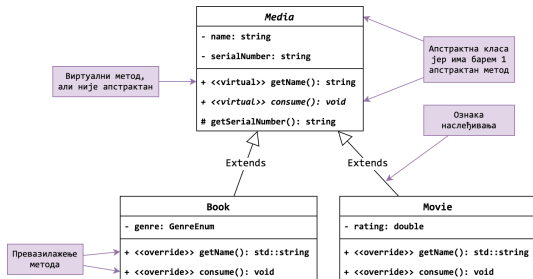 Media
- name: string
- serialNumber: string
+ <<virtual>> getName(): string
+ <<virtual>> consume(): void
# getSerialNumber(): string
Виртуални метод,
али није апстрактан
Апстрактна класа
јер има барем 1
апстрактан метод
Ознака
наслеђивања
Extends
Extends
Book
- genre: GenreEnum
+ <<override>> getName(): std::string
+ <<override>> consume(): void
Movie
- rating: double
+ <<override>> getName(): std::string
+ <<override>> consume(): void
Превазилажење
метода